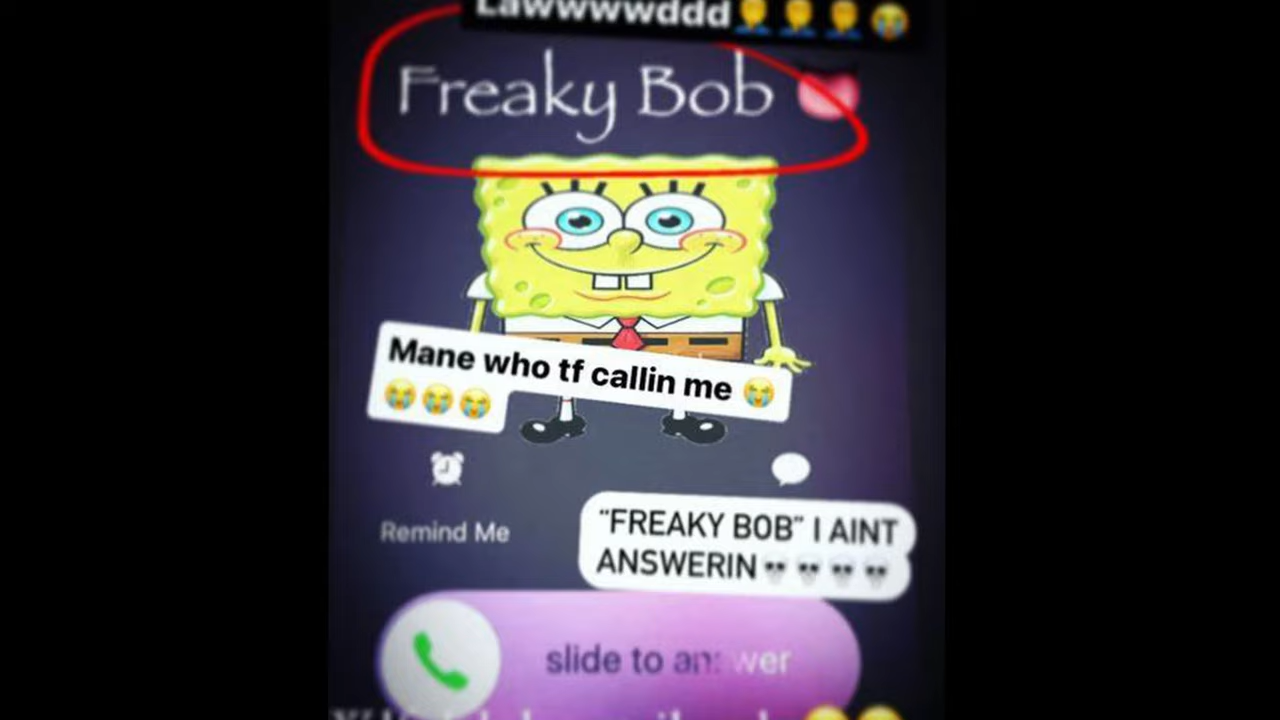 Lawwwwddd🤦‍♂️🤦‍♂️🤦‍♂️😭
Freaky Bob 👅
Mane who tf callin me 😭
😭😭😭
Remind Me
"FREAKY BOB" I AINT
ANSWERIN💀💀💀💀
slide to answer